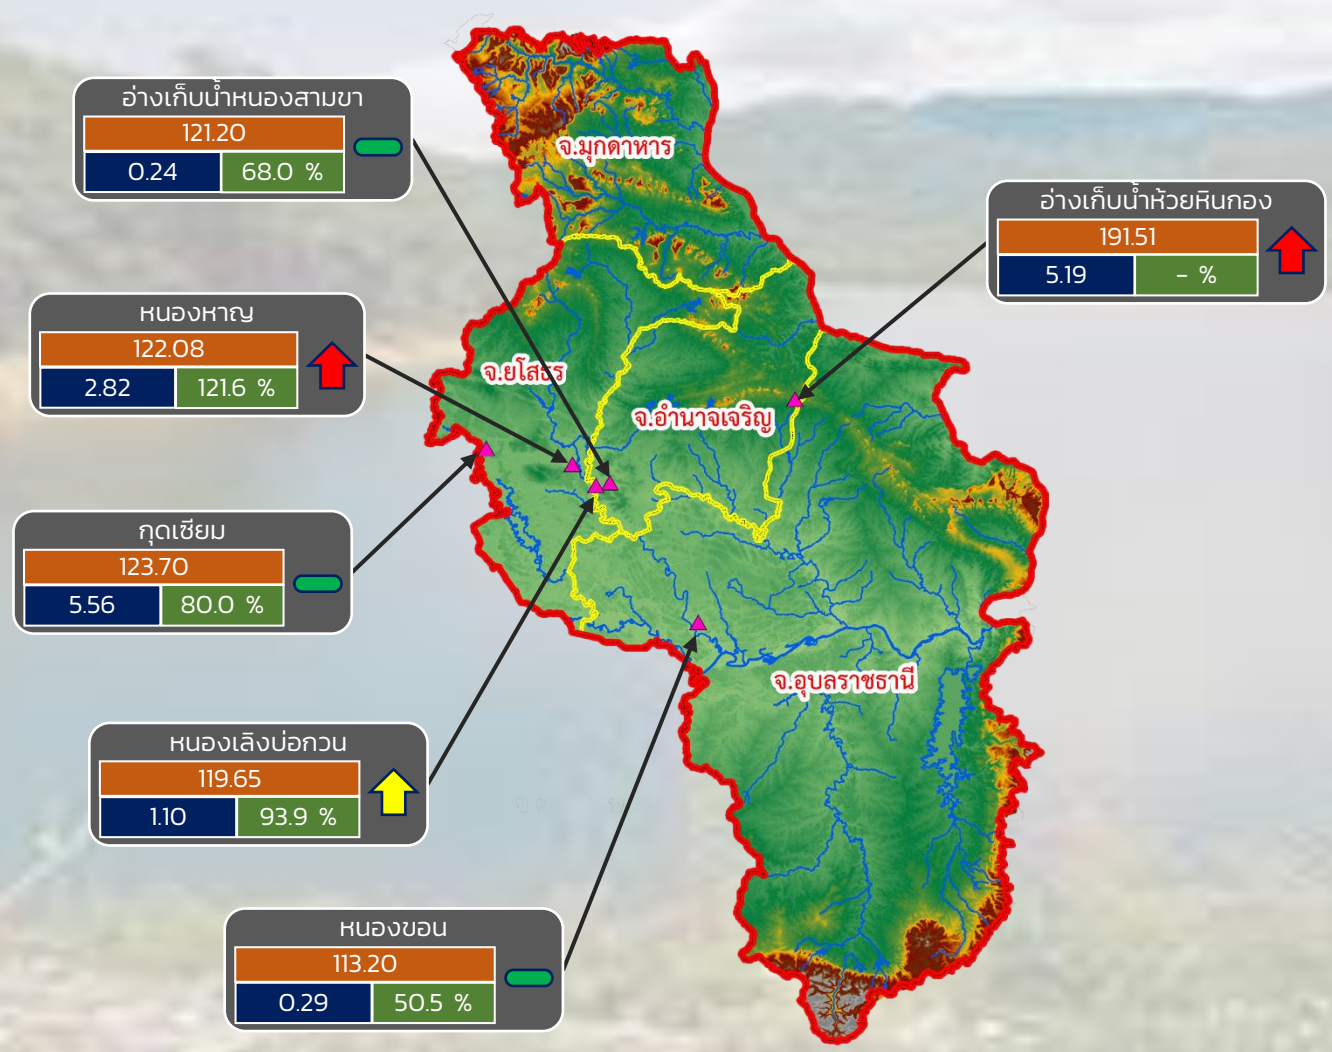 อ่างเก็บน้ำหนองสามขา
121.20
0.24 68.0 %
จ.มุกดาหาร
อ่างเก็บน้ำห้วยหินกอง
191.51
5.19 - %
หนองหาญ
122.08
2.82 121.6 %
จ.ยโสธร
จ.อำนาจเจริญ
กุดเซียม
123.70
5.56 80.0 %
จ.อุบลราชธานี
หนองเลิงบ่อกวน
119.65
1.10 93.9 %
หนองขอน
113.20
0.29 50.5 %